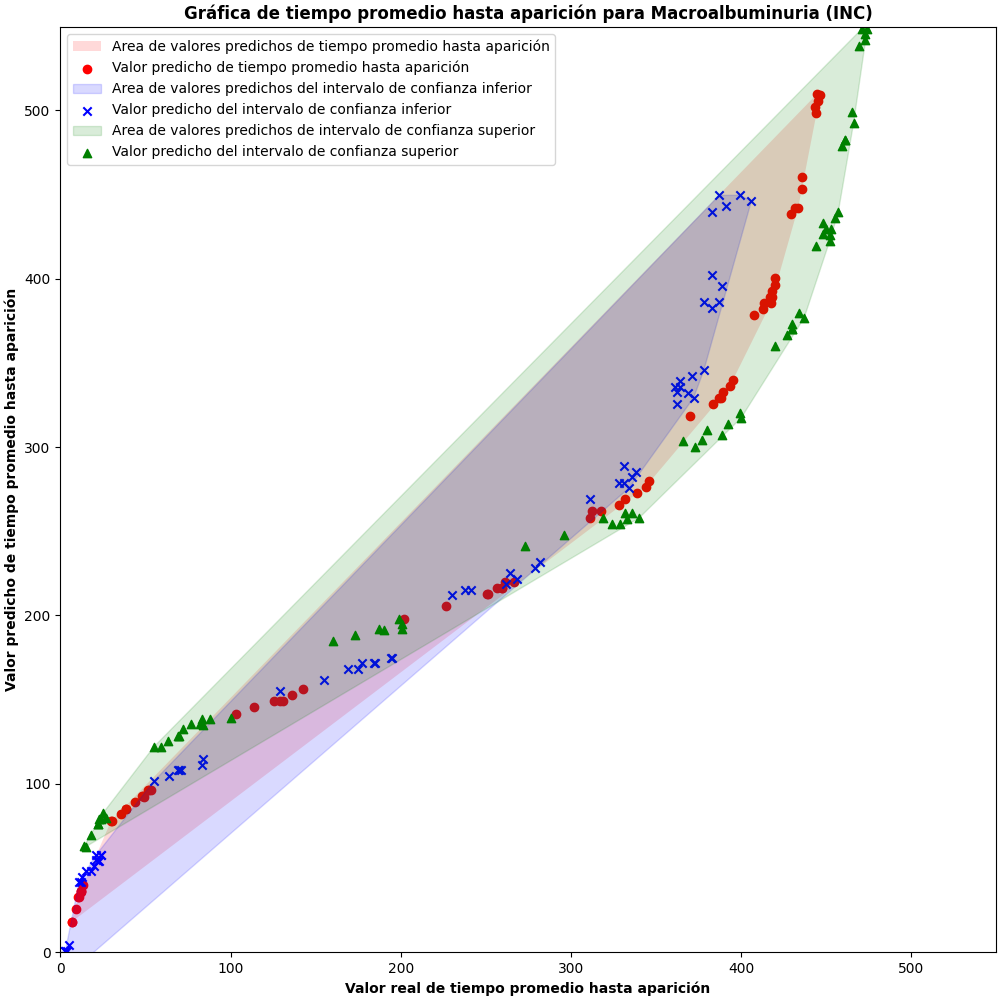 Gráfica de tiempo promedio hasta aparición para Macroalbuminuria (INC)
Area de valores predichos de tiempo promedio hasta aparición
Valor predicho de tiempo promedio hasta aparición
Area de valores predichos del intervalo de confianza inferior
Valor predicho del intervalo de confianza inferior
Area de valores predichos de intervalo de confianza superior
Valor predicho del intervalo de confianza superior
Valor predicho de tiempo promedio hasta aparición
500
400
300
200
100
0
0 100 200 300 400 500
Valor real de tiempo promedio hasta aparición